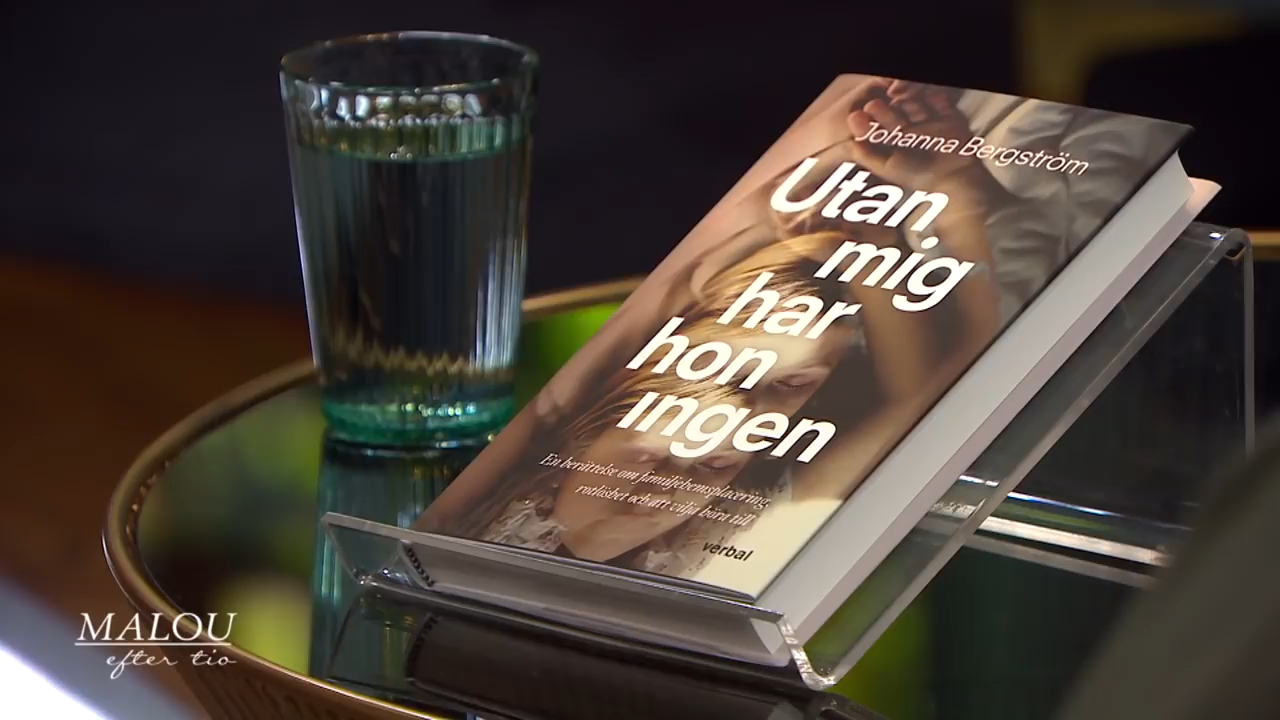 Johanna Bergström
Utan
mig
har
hon
ingen
En berättelse om familjehemsplacering,
rotlöshet och att vilja höra till
verbal
MALOU
efter tio